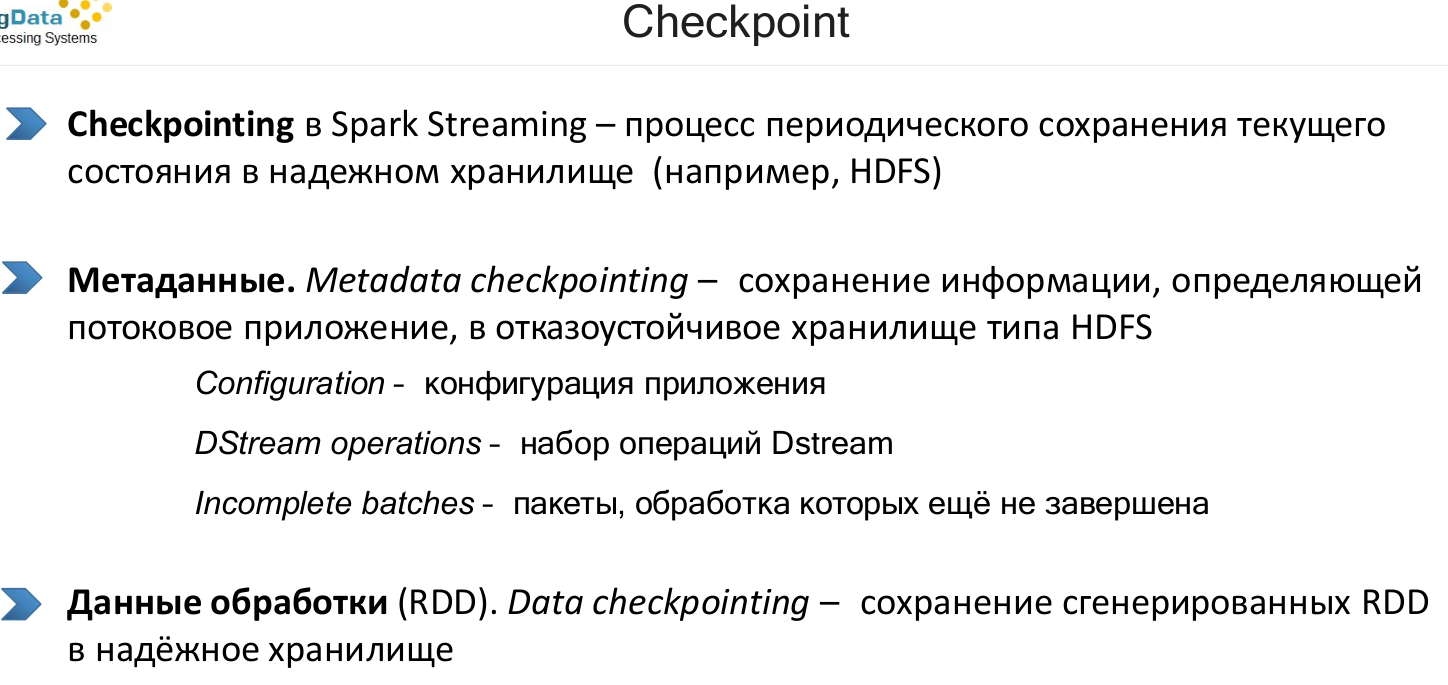 gData
Checkpoint
essing Systems
Checkpointing в Spark Streaming – процесс периодического сохранения текущего
состояния в надежном хранилище (например, HDFS)
Метаданные. Metadata checkpointing – сохранение информации, определяющей
потоковое приложение, в отказоустойчивое хранилище типа HDFS
Configuration - конфигурация приложения
DStream operations - набор операций Dstream
Incomplete batches - пакеты, обработка которых ещё не завершена
Данные обработки (RDD). Data checkpointing – сохранение сгенерированных RDD
в надёжное хранилище